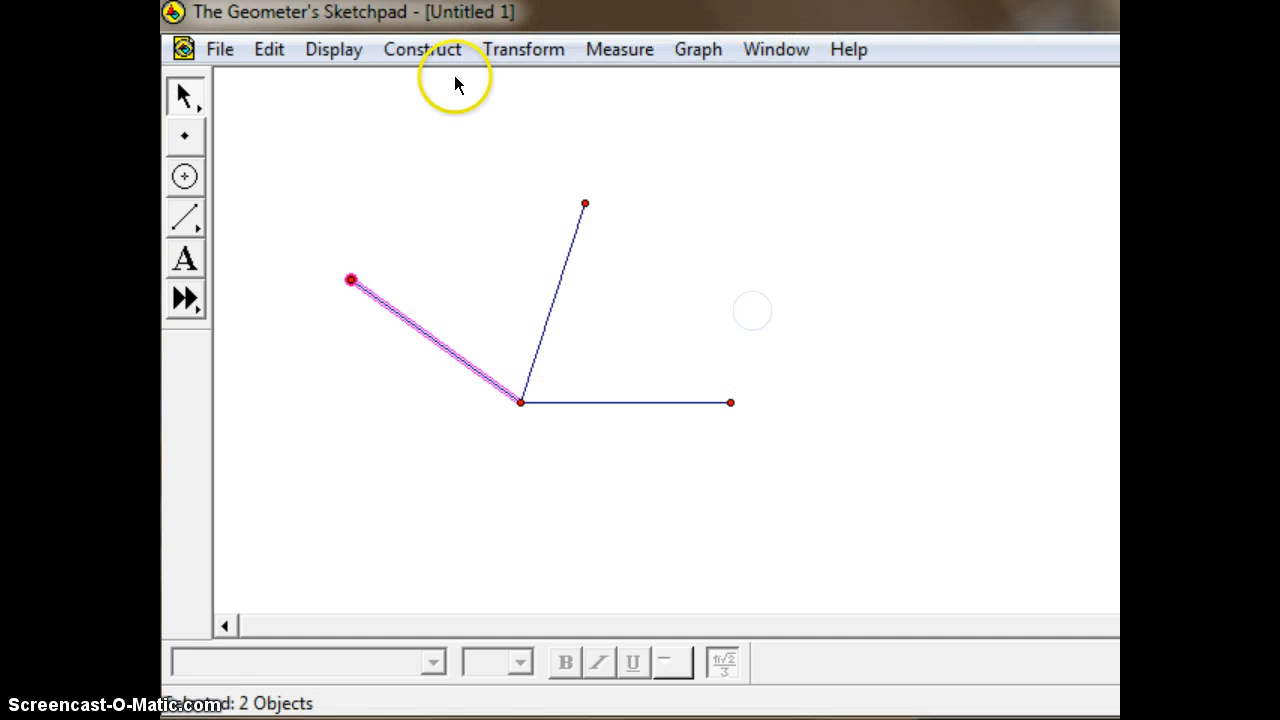 The Geometer's Sketchpad - [Untitled 1]
File Edit Display Construct Transform Measure Graph Window Help
A
B I U
Selected: 2 Objects
Screencast-O-Matic.com